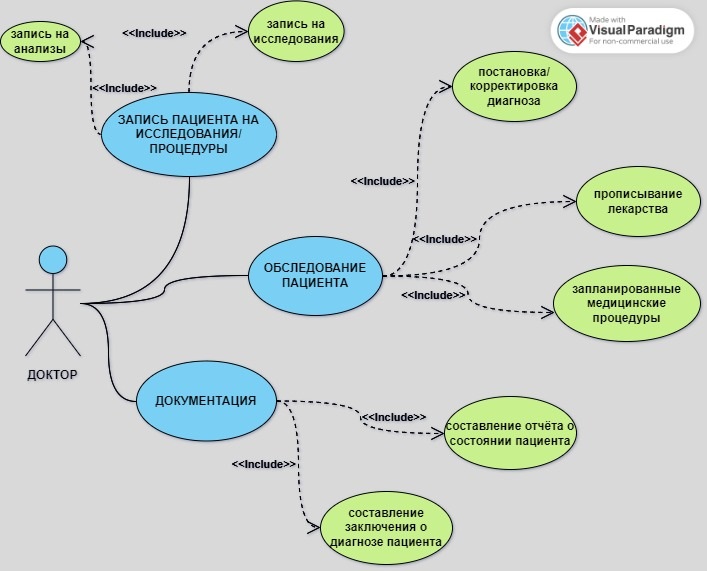 запись на
анализы
<<Include>>
запись на
исследования
<<Include>>
Made with
Visual Paradigm
For non-commercial use
ЗАПИСЬ ПАЦИЕНТА НА
ИССЛЕДОВАНИЯ/
ПРОЦЕДУРЫ
постановка/
корректировка
диагноза
<<Include>>
прописывание
лекарства
<<Include>>
ОБСЛЕДОВАНИЕ
ПАЦИЕНТА
<<Include>>
запланированные
медицинские
процедуры
ДОКТОР
ДОКУМЕНТАЦИЯ
<<Include>>
составление отчёта о
состоянии пациента
<<Include>>
составление
заключения о
диагнозе пациента